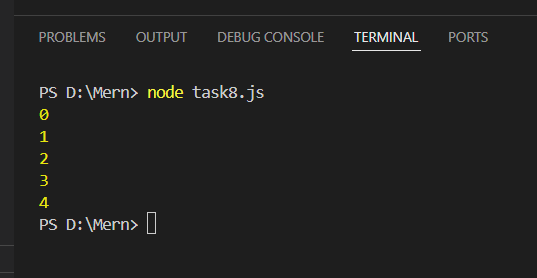 PROBLEMS OUTPUT DEBUG CONSOLE TERMINAL PORTS
PS D:\Mern> node task8.js
0
1
2
3
4
PS D:\Mern>